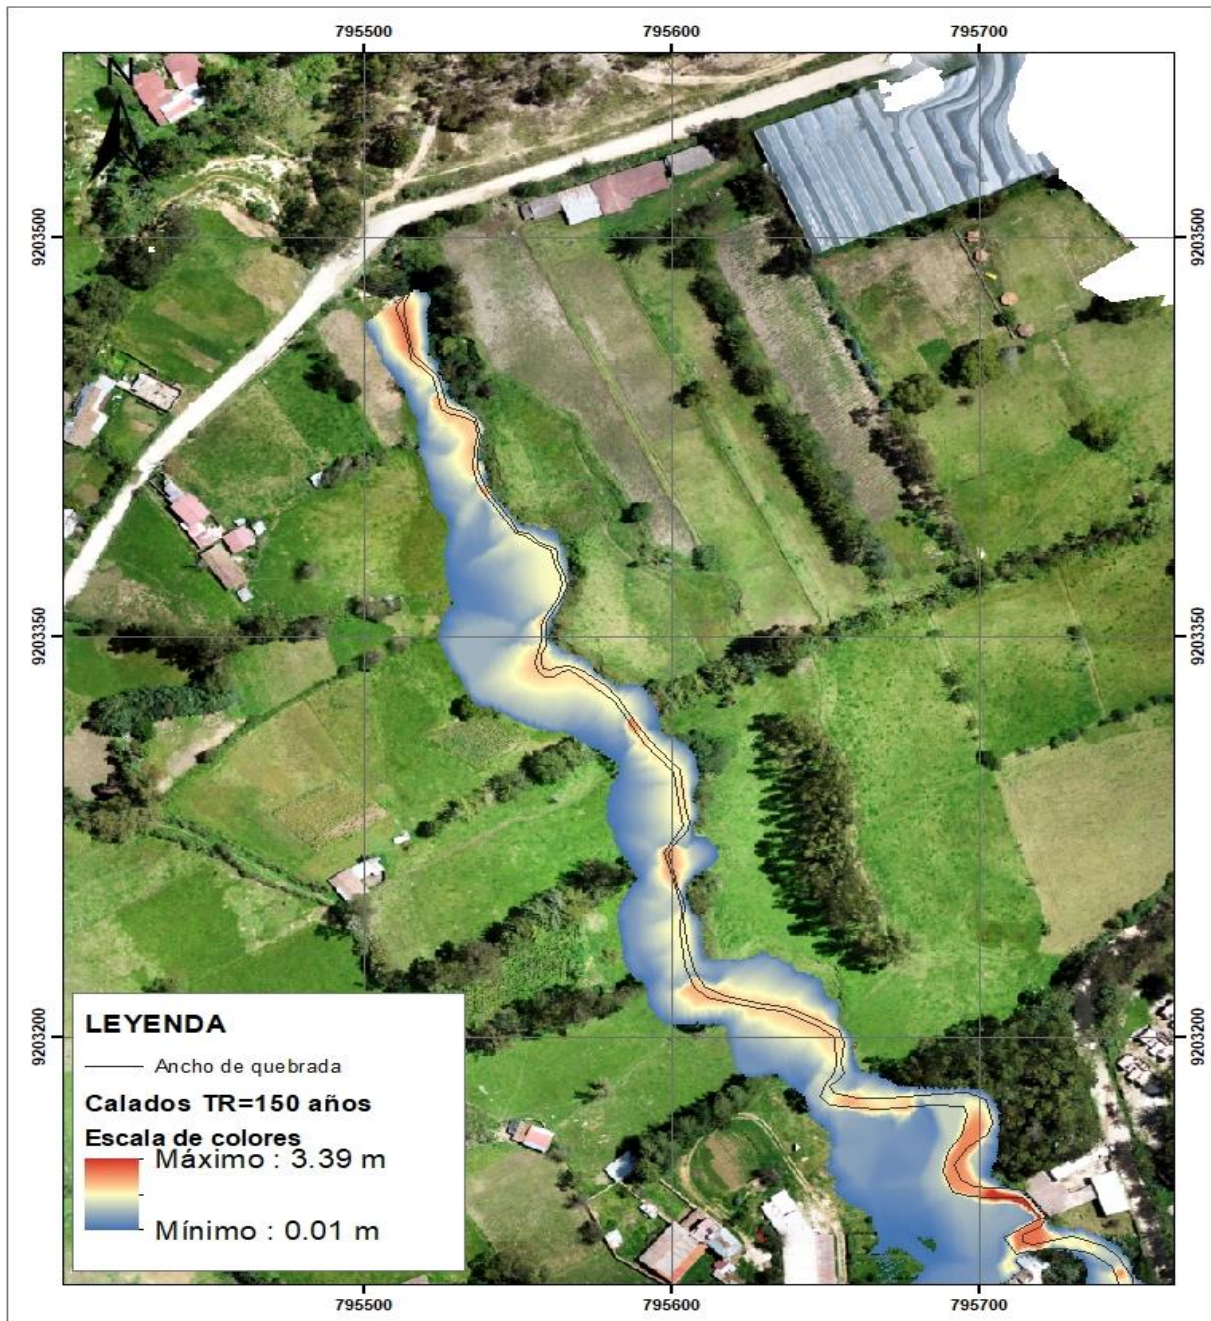 795500 795600 795700
N
9203500 9203500
9203350 9203350
9203200 9203200
LEYENDA
Ancho de quebrada
Calados TR=150 años
Escala de colores
Máximo : 3.39 m
Mínimo : 0.01 m
795500 795600 795700